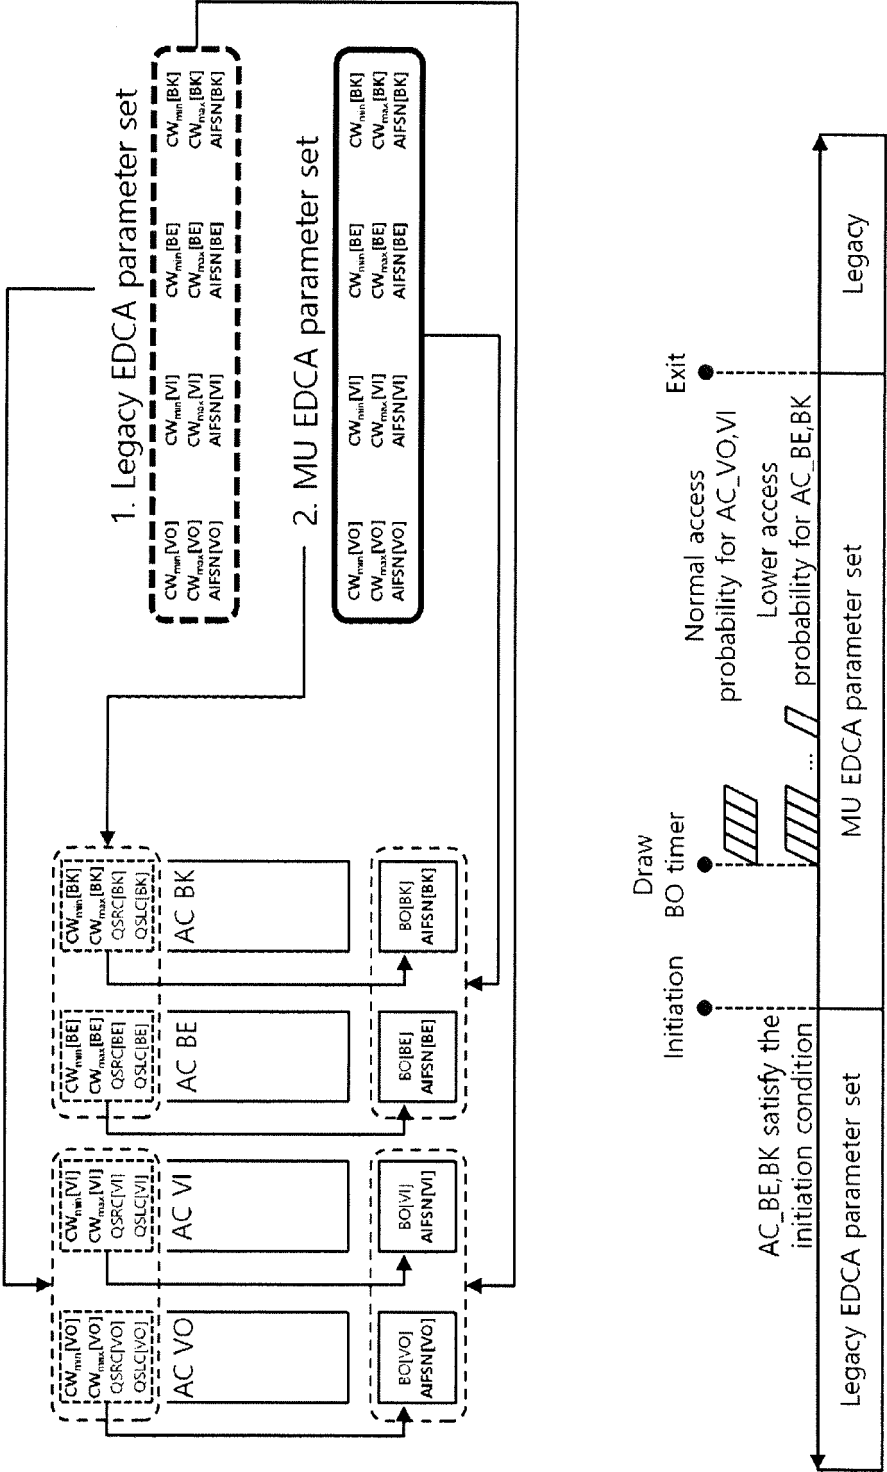 CWmin[VO]
CWmax[VO]
QSRC[VO]
QSLC[VO]
AC VO
BO[VO]
AIFSN[VO]
CWmin[VI]
CWmax[VI]
QSRC[VI]
QSLC[VI]
AC VI
BO[VI]
AIFSN[VI]
CWmin[BE]
CWmax[BE]
QSRC[BE]
QSLC[BE]
AC BE
BO[BE]
AIFSN[BE]
CWmin[BK]
CWmax[BK]
QSRC[BK]
QSLC[BK]
AC BK
BO[BK]
AIFSN[BK]
1. Legacy EDCA parameter set
CWmin[VO]
CWmax[VO]
AIFSN[VO]
CWmin[VI]
CWmax[VI]
AIFSN[VI]
CWmin[BE]
CWmax[BE]
AIFSN[BE]
CWmin[BK]
CWmax[BK]
AIFSN[BK]
2. MU EDCA parameter set
CWmin[VO]
CWmax[VO]
AIFSN[VO]
CWmin[VI]
CWmax[VI]
AIFSN[VI]
CWmin[BE]
CWmax[BE]
AIFSN[BE]
CWmin[BK]
CWmax[BK]
AIFSN[BK]
Initiation
AC_BE,BK satisfy the
initiation condition
Draw
BO timer
Normal access
probability for AC_VO,VI
Lower access
probability for AC_BE,BK
...
Exit
Legacy EDCA parameter set
MU EDCA parameter set
Legacy